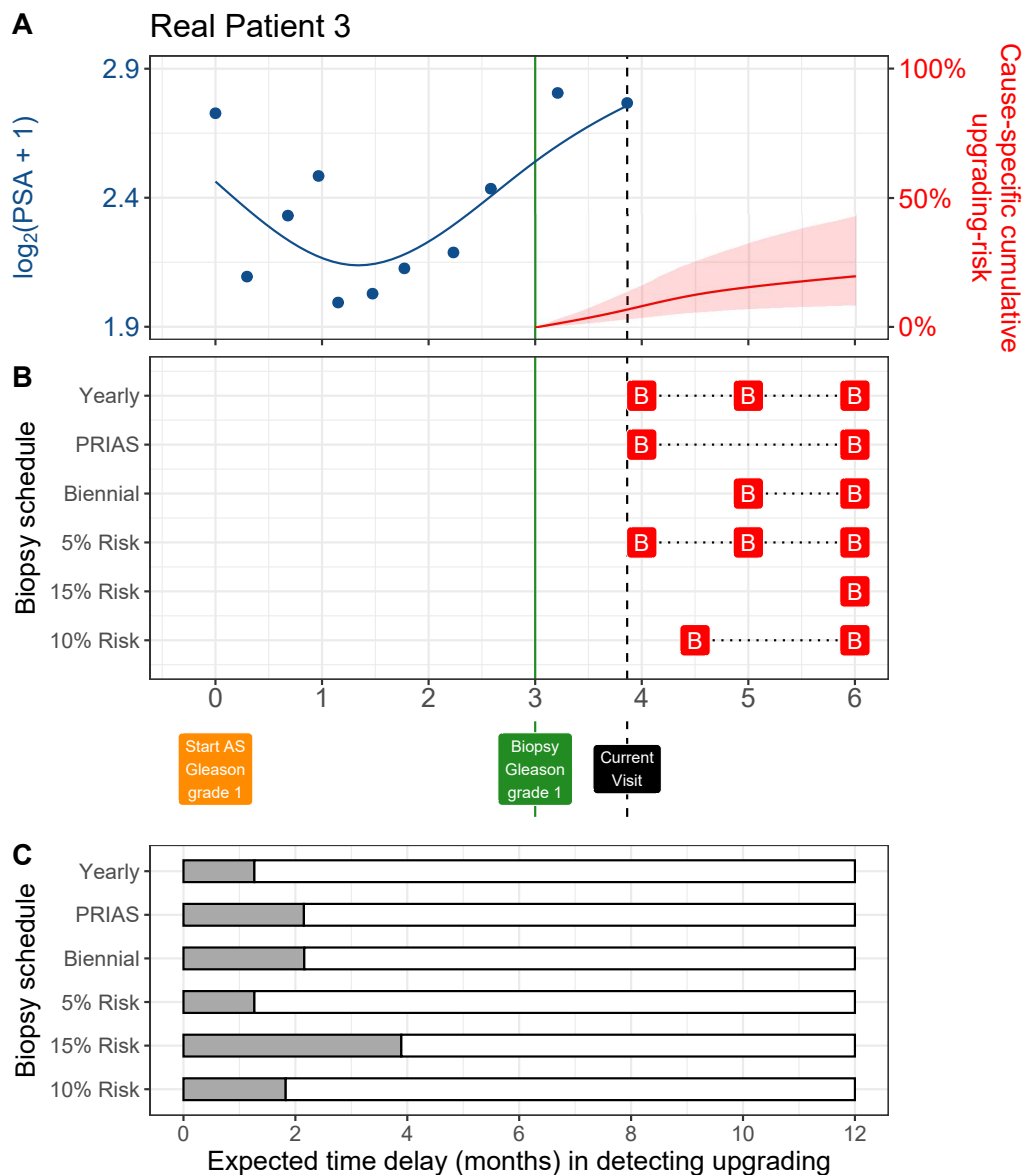 A
Real Patient 3
log₂(PSA + 1)
2.9
2.4
1.9
100%
50%
0%
Cause-specific cumulative
upgrading-risk
B
Biopsy schedule
Yearly
B B B
PRIAS
B B
Biennial
B B
5% Risk
B B B
15% Risk
B
10% Risk
B B
0 1 2 3 4 5 6
Start AS
Gleason
grade 1
Biopsy
Gleason
grade 1
Current
Visit
C
Biopsy schedule
Yearly
PRIAS
Biennial
5% Risk
15% Risk
10% Risk
0 2 4 6 8 10 12
Expected time delay (months) in detecting upgrading